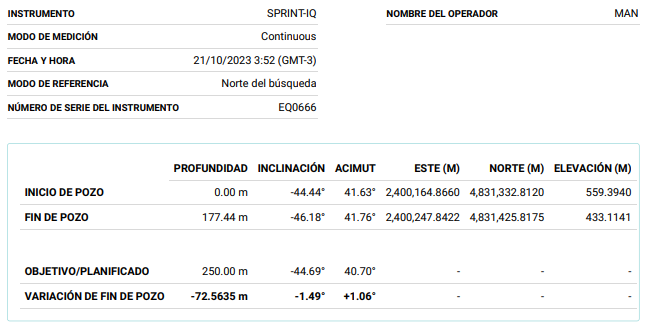 INSTRUMENTO SPRINT-IQ NOMBRE DEL OPERADOR MAN
MODO DE MEDICIÓN Continuous
FECHA Y HORA 21/10/2023 3:52 (GMT-3)
MODO DE REFERENCIA Norte del búsqueda
NÚMERO DE SERIE DEL INSTRUMENTO EQ0666
PROFUNDIDAD INCLINACIÓN ACIMUT ESTE (M) NORTE (M) ELEVACIÓN (M)
INICIO DE POZO 0.00 m -44.44° 41.63° 2,400,164.8660 4,831,332.8120 559.3940
FIN DE POZO 177.44 m -46.18° 41.76° 2,400,247.8422 4,831,425.8175 433.1141
OBJETIVO/PLANIFICADO 250.00 m -44.69° 40.70° - - -
VARIACIÓN DE FIN DE POZO -72.5635 m -1.49° +1.06° - - -